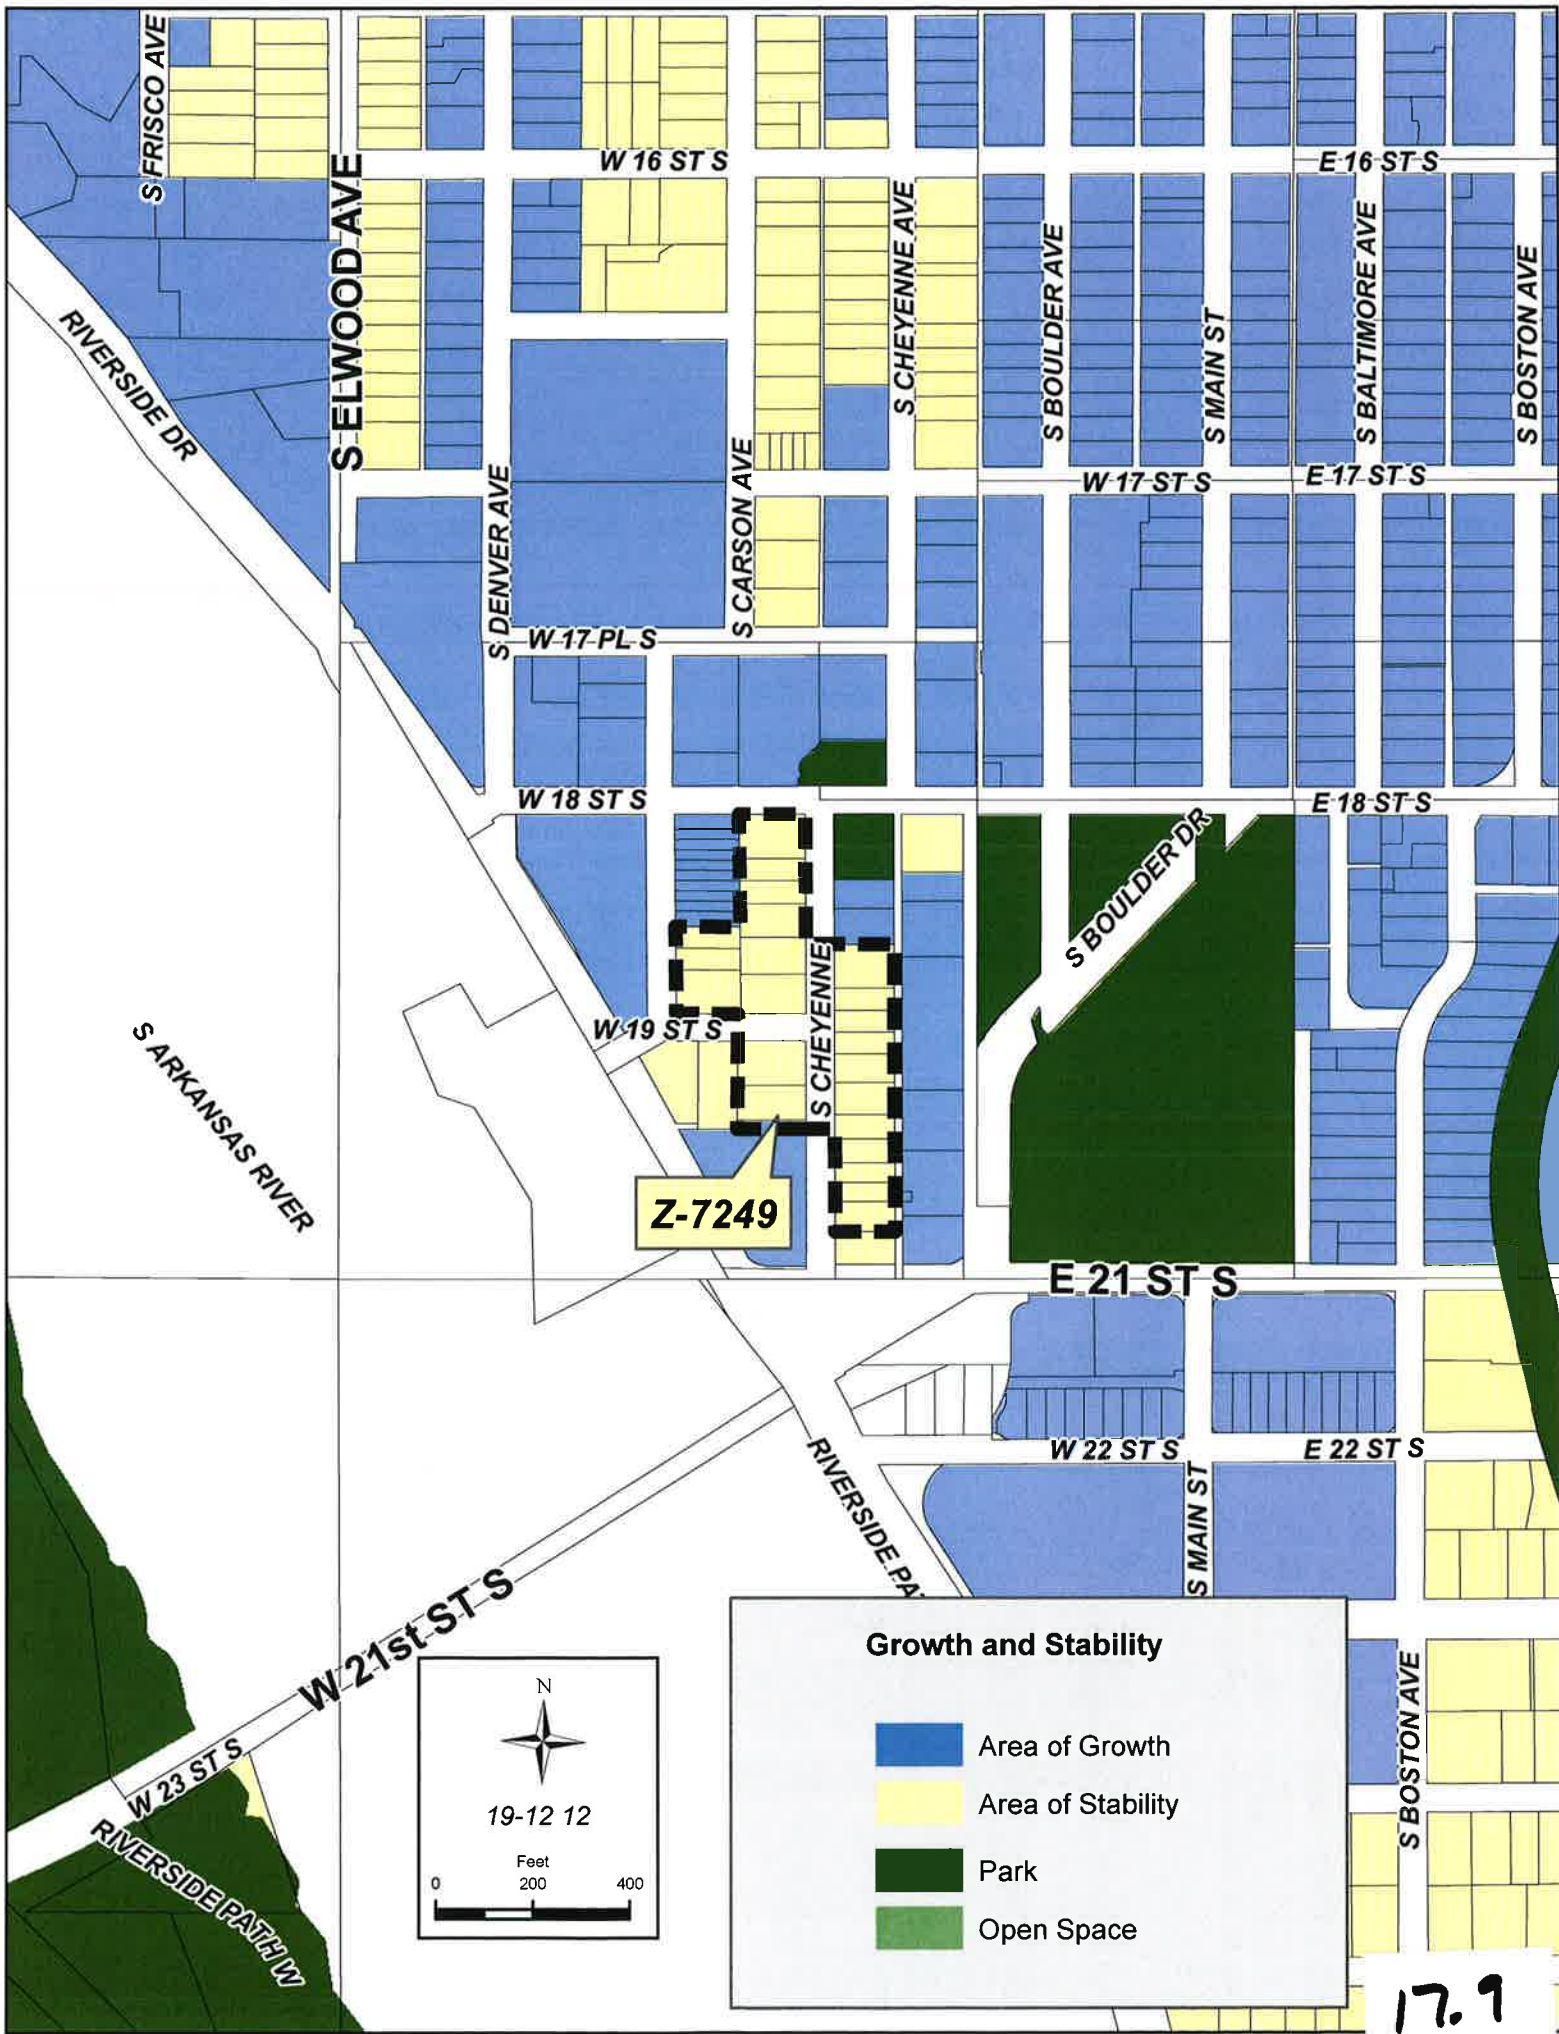 S FRISCO AVE
S ELWOOD AVE
W 16 ST S
E 16 ST S
S CHEYENNE AVE
S BOULDER AVE
S MAIN ST
S BALTIMORE AVE
S BOSTON AVE
RIVERSIDE DR
S DENVER AVE
S CARSON AVE
W 17 ST S
E 17 ST S
W 17 PL S
W 18 ST S
E 18 ST S
S BOULDER DR
S CHEYENNE
W 19 ST S
S ARKANSAS RIVER
Z-7249
E 21 ST S
W 22 ST S
E 22 ST S
RIVERSIDE PA
S MAIN ST
W 21st ST S
W 23 ST S
RIVERSIDE PATH W
S BOSTON AVE
N
19-12 12
Feet
0 200 400
Growth and Stability
Area of Growth
Area of Stability
Park
Open Space
17.9